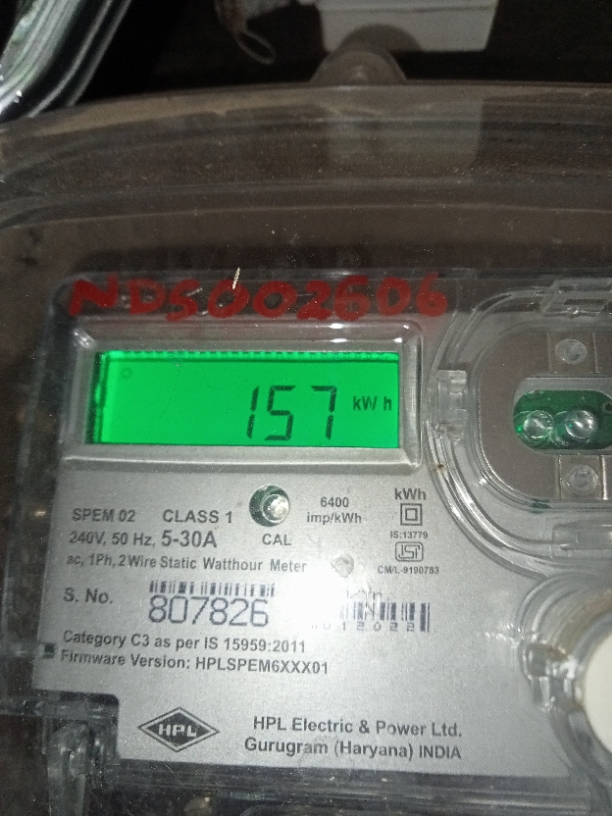 NDS002606
157 kWh
6400
imp/kWh
kWh
SPEM 02 CLASS 1
CAL
IS:13779
240V, 50 Hz, 5-30A
CM/L-9190783
ac, 1Ph, 2 Wire Static Watthour Meter
S. No. 807826
Category C3 as per IS 15959:2011
Firmware Version: HPLSPEM6XXX01
HPL
HPL Electric & Power Ltd.
Gurugram (Haryana) INDIA